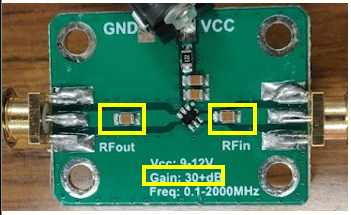 GND
VCC
RFout
RFin
Vcc: 9-12V
Gain: 30+dB
Freq: 0.1-2000MHz